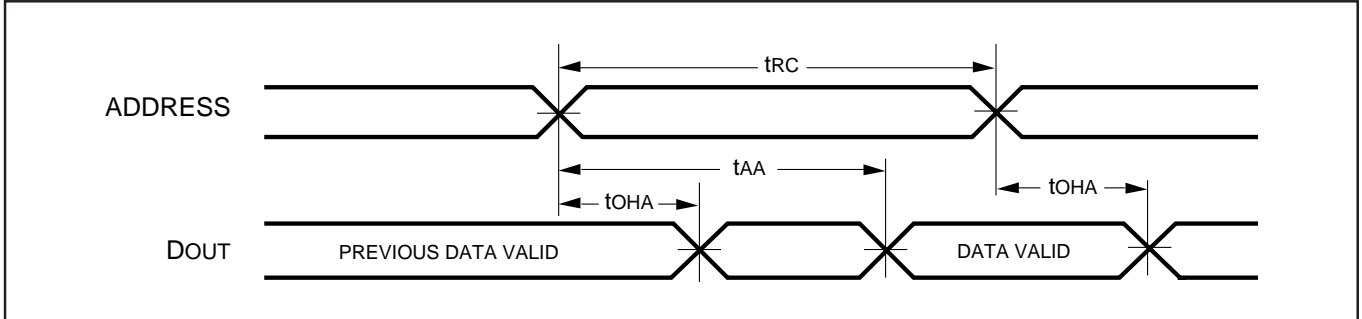 tRC
ADDRESS
tAA
tOHA
tOHA
DOUT
PREVIOUS DATA VALID
DATA VALID